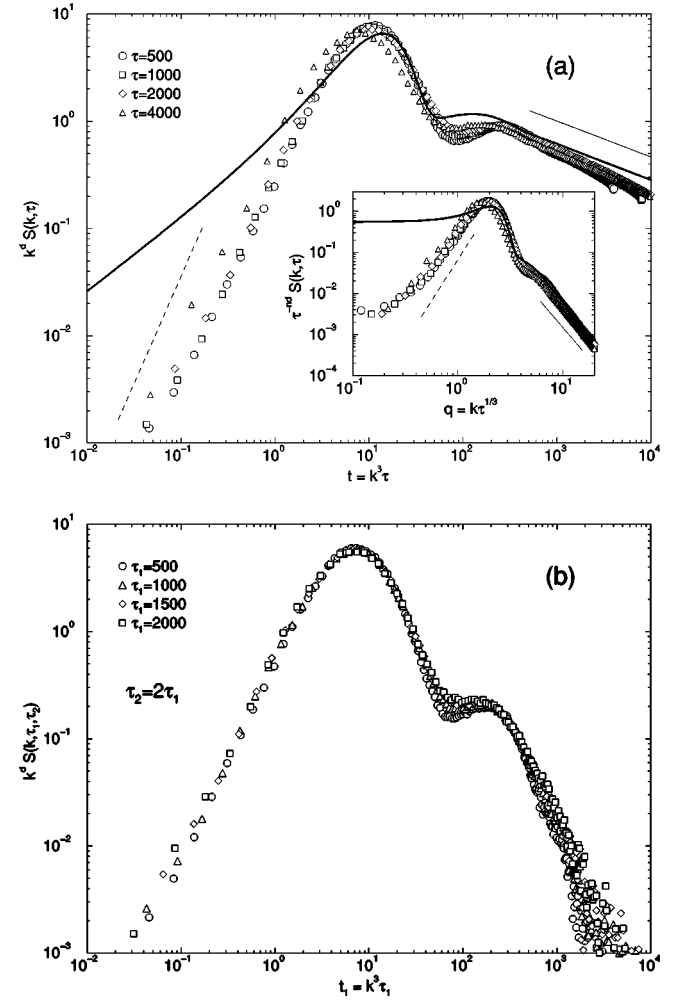 10^1
(a)
τ=500
τ=1000
τ=2000
τ=4000
10^0
10^-1
10^-2
10^-3
k^d S(k,τ)
10^0
10^-1
10^-2
10^-3
10^-4
τ^-nd S(k,τ)
10^-1 10^0 10^1
q = kτ^1/3
10^-2 10^-1 10^0 10^1 10^2 10^3 10^4
t = k^3τ
10^1
(b)
τ₁=500
τ₁=1000
τ₁=1500
τ₁=2000
10^0
τ₂=2τ₁
10^-1
10^-2
10^-3
k^d S(k,τ₁,τ₂)
10^-2 10^-1 10^0 10^1 10^2 10^3 10^4
t₁ = k^3τ₁